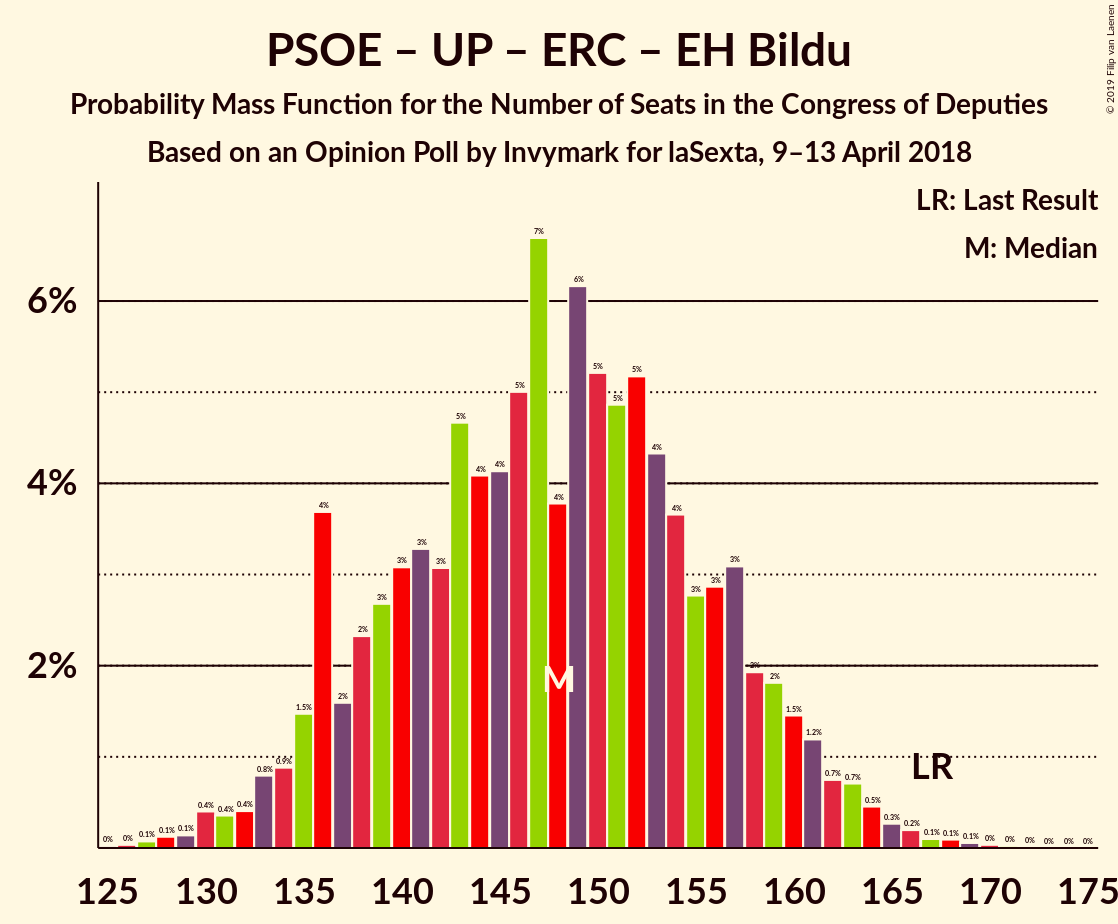 PSOE – UP – ERC – EH Bildu
Probability Mass Function for the Number of Seats in the Congress of Deputies
Based on an Opinion Poll by Invymark for laSexta, 9–13 April 2018
© 2019 Filip van Laenen
LR: Last Result
M: Median
6%
4%
2%
0% 0% 0.1% 0.1% 0.1% 0.4% 0.4% 0.4% 0.8% 0.9% 1.5% 4% 2% 2% 3% 3% 3% 3% 5% 4% 4% 5% 7% 4% 6% 5% 5% 5% 4% 4% 3% 3% 3% 2% 2% 1.5% 1.2% 0.7% 0.7% 0.5% 0.3% 0.2% 0.1% 0.1% 0.1% 0% 0% 0% 0% 0% 0%
M
LR
125 130 135 140 145 150 155 160 165 170 175